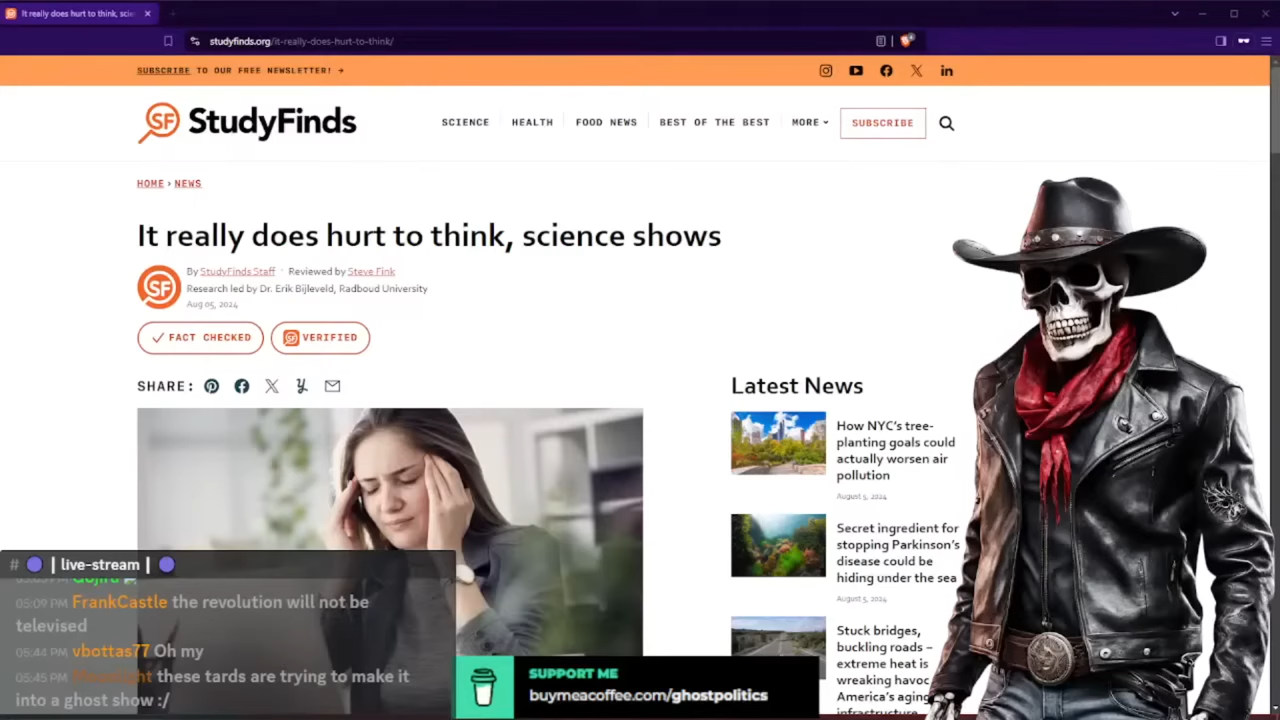 It really does hurt to think, scien
studyfinds.org/it-really-does-hurt-to-think/
SUBSCRIBE TO OUR FREE NEWSLETTER! →
SF StudyFinds
SCIENCE
HEALTH
FOOD NEWS
BEST OF THE BEST
MORE
SUBSCRIBE
HOME › NEWS
It really does hurt to think, science shows
SF
By StudyFinds Staff · Reviewed by Steve Fink
Research led by Dr. Erik Bijleveld, Radboud University
Aug 05, 2024
FACT CHECKED
SF VERIFIED
SHARE:
Latest News
How NYC's tree-
planting goals could
actually worsen air
pollution
August 5, 2024
Secret ingredient for
stopping Parkinson's
disease could be
hiding under the sea
August 5, 2024
Stuck bridges,
buckling roads –
extreme heat is
wreaking havoc
America's aging
infrastructure
# | live-stream |
Gojira
05:09 PM FrankCastle the revolution will not be
televised
05:44 PM vbottas77 Oh my
05:45 PM these tards are trying to make it
into a ghost show :/
SUPPORT ME
buymeacoffee.com/ghostpolitics